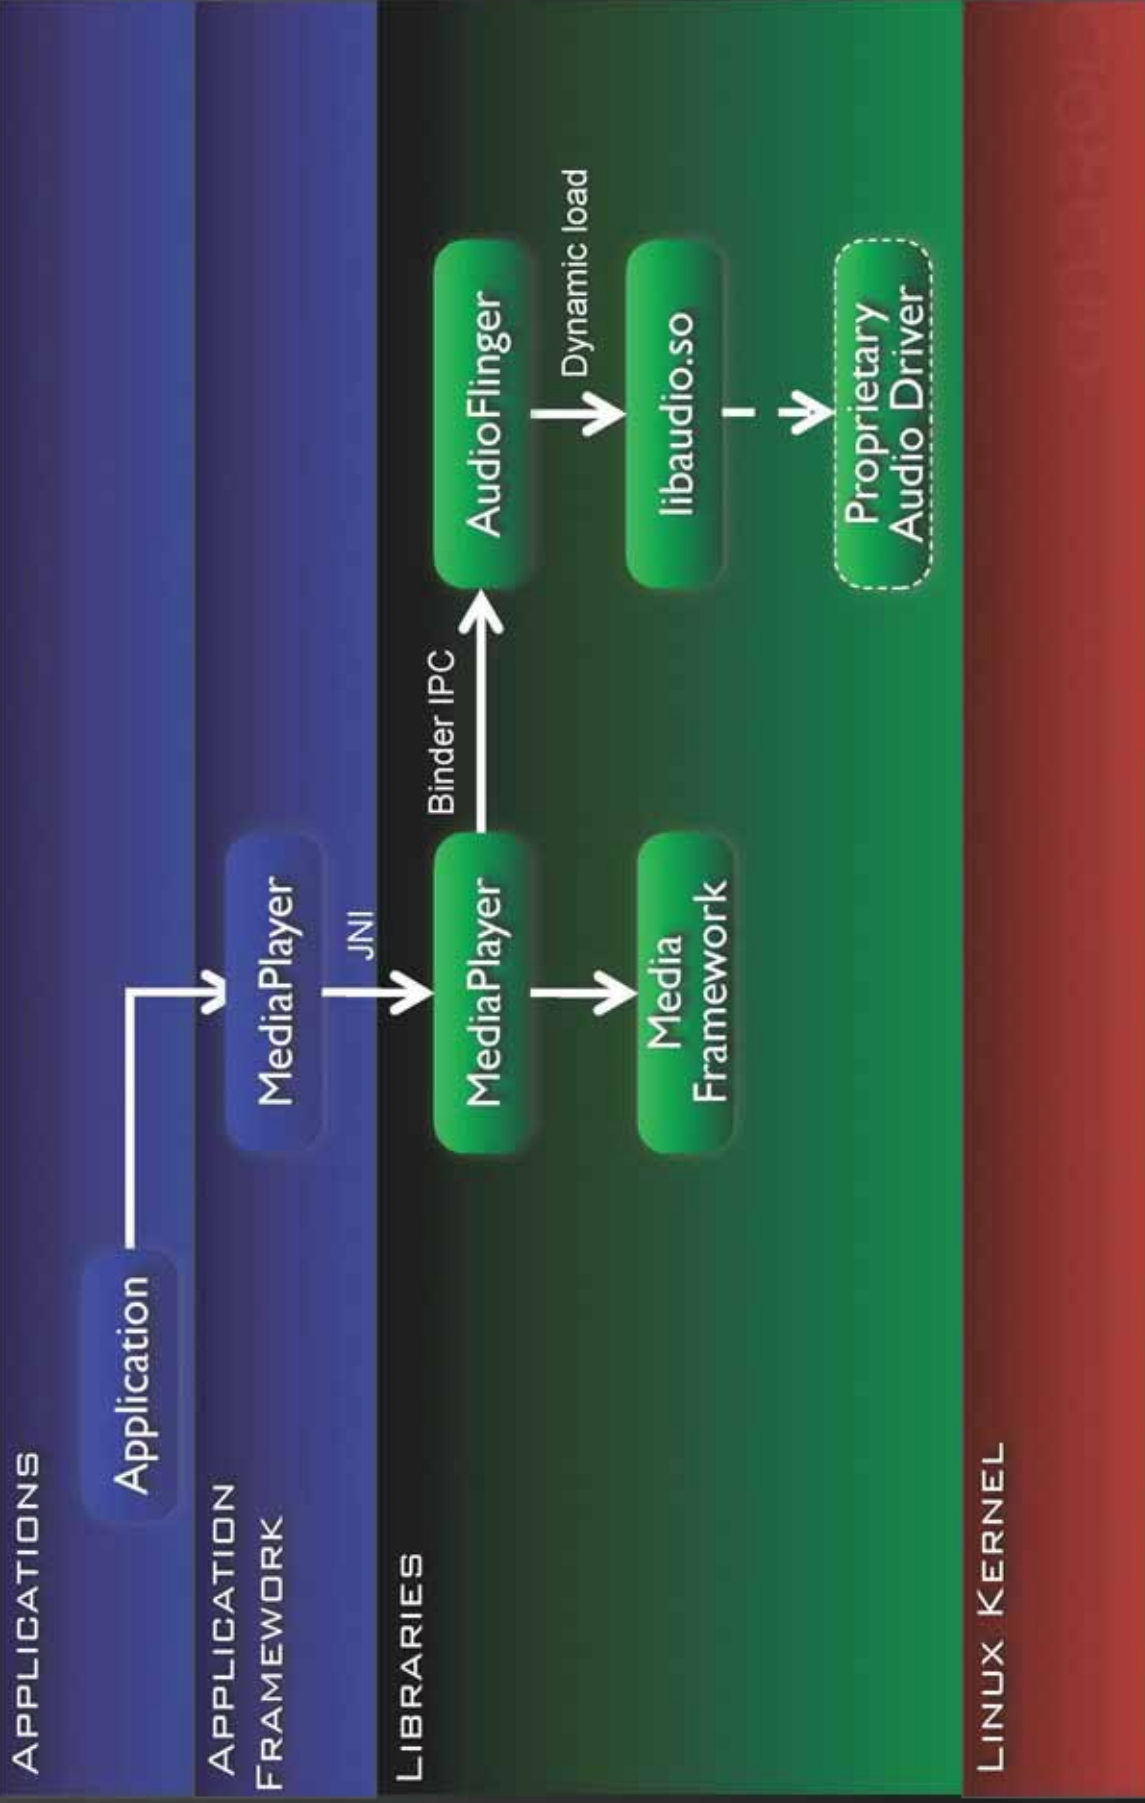 APPLICATIONS
Application
APPLICATION
FRAMEWORK
MediaPlayer
JNI
LIBRARIES
MediaPlayer
Binder IPC
AudioFlinger
Dynamic load
Media
Framework
libaudio.so
Proprietary
Audio Driver
LINUX KERNEL